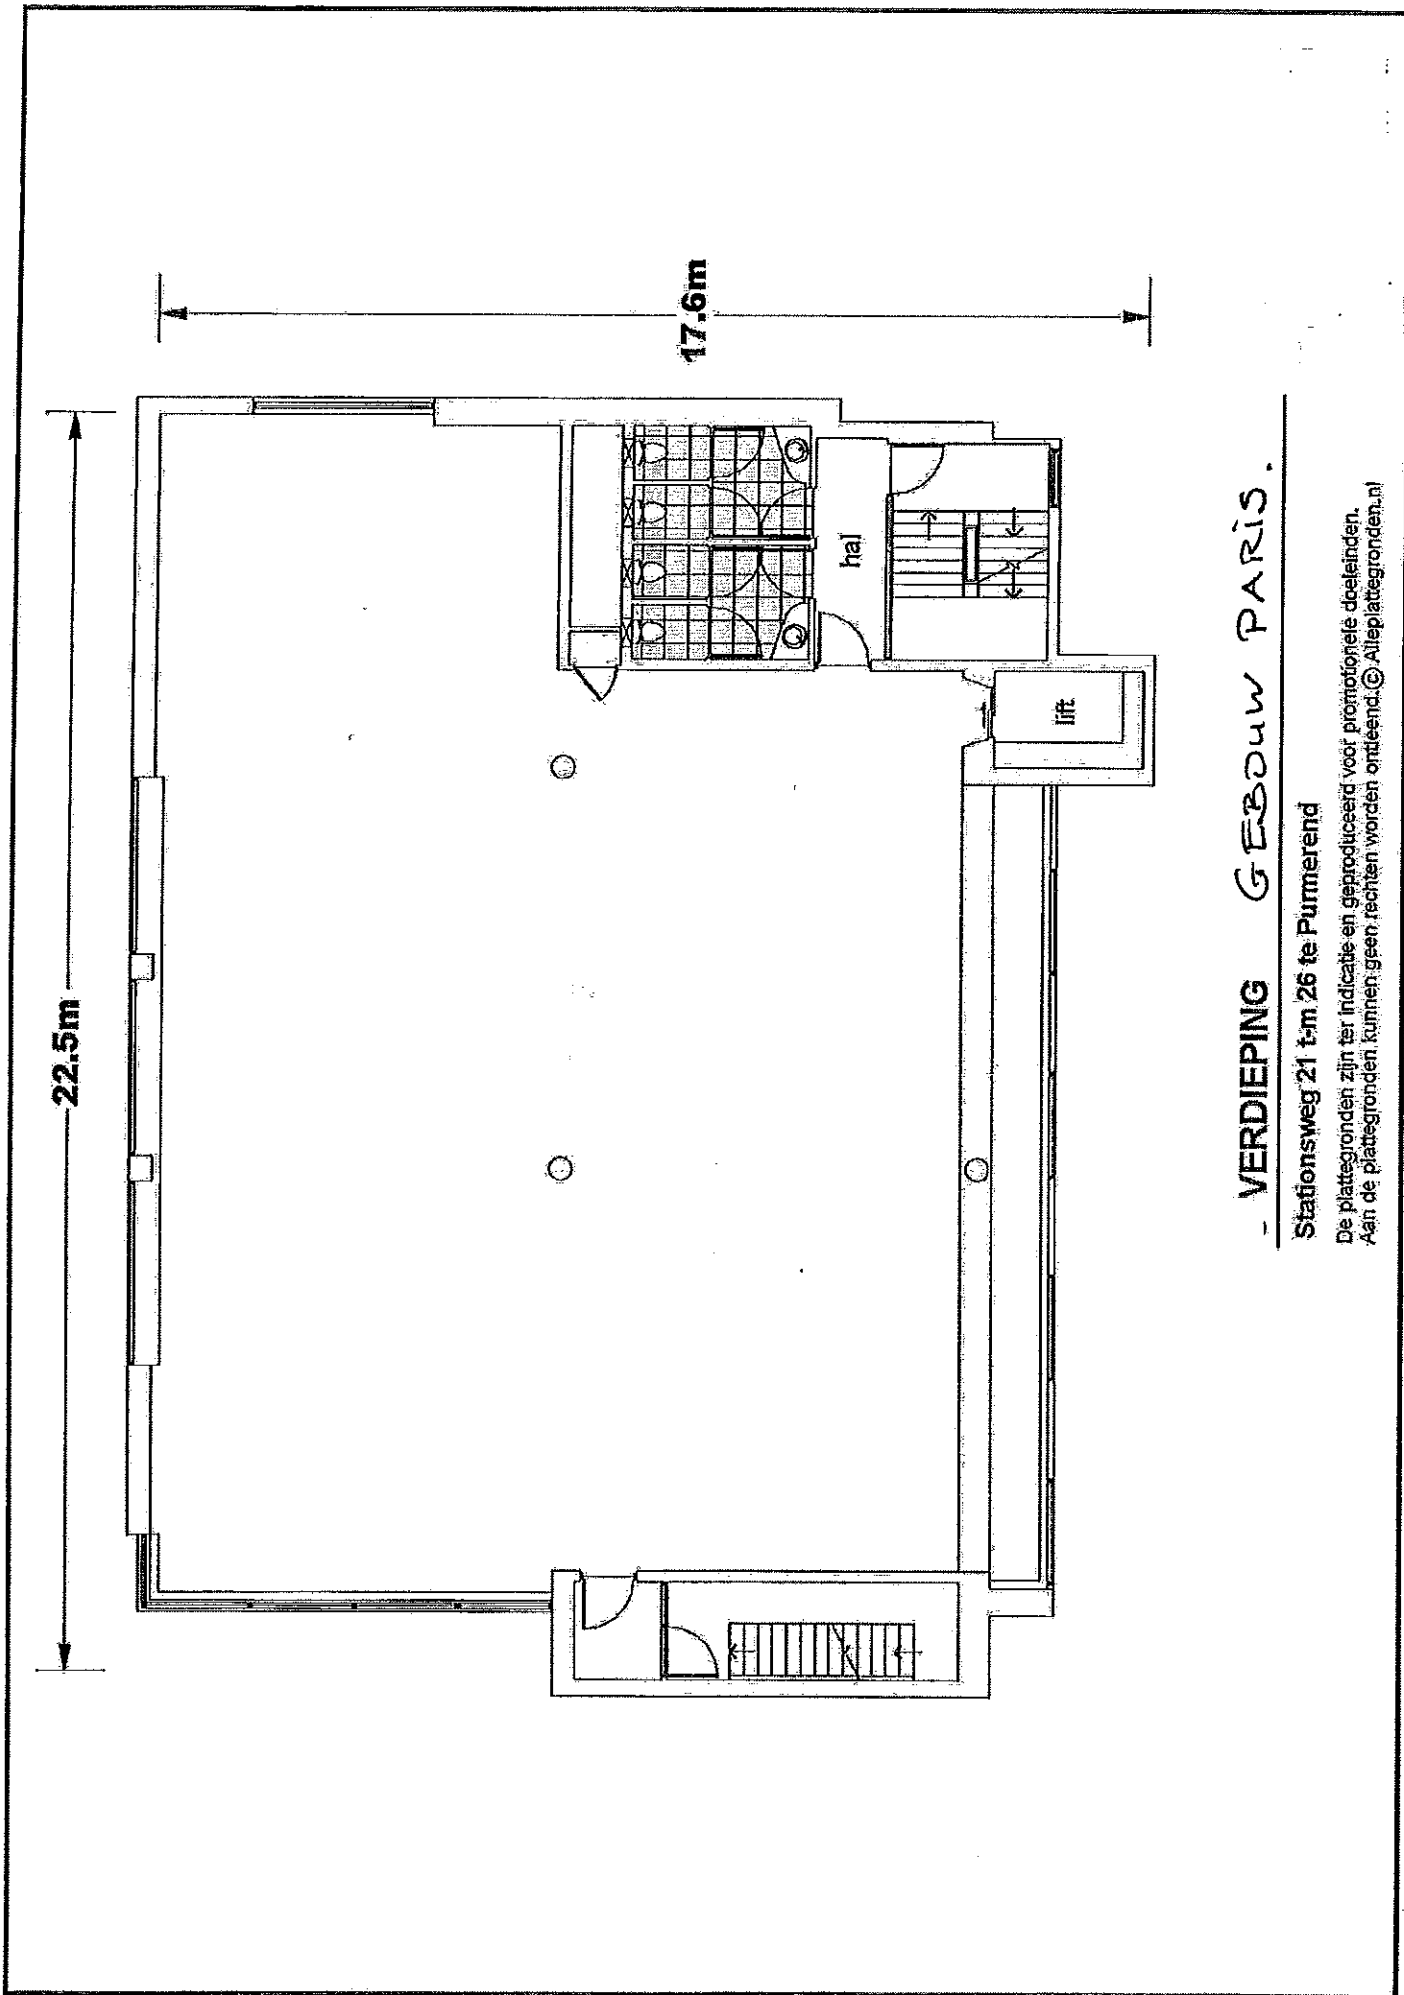 22.5m
17.6m
hal
lift
- VERDIEPING GEBOUW PARIS.
Stationsweg 21 t-m 26 te Purmerend
De plattegronden zijn ter indicatie en geproduceerd voor promotionele doeleinden.
Aan de plattegronden kunnen geen rechten worden ontleend © Alleplattegronden.nl